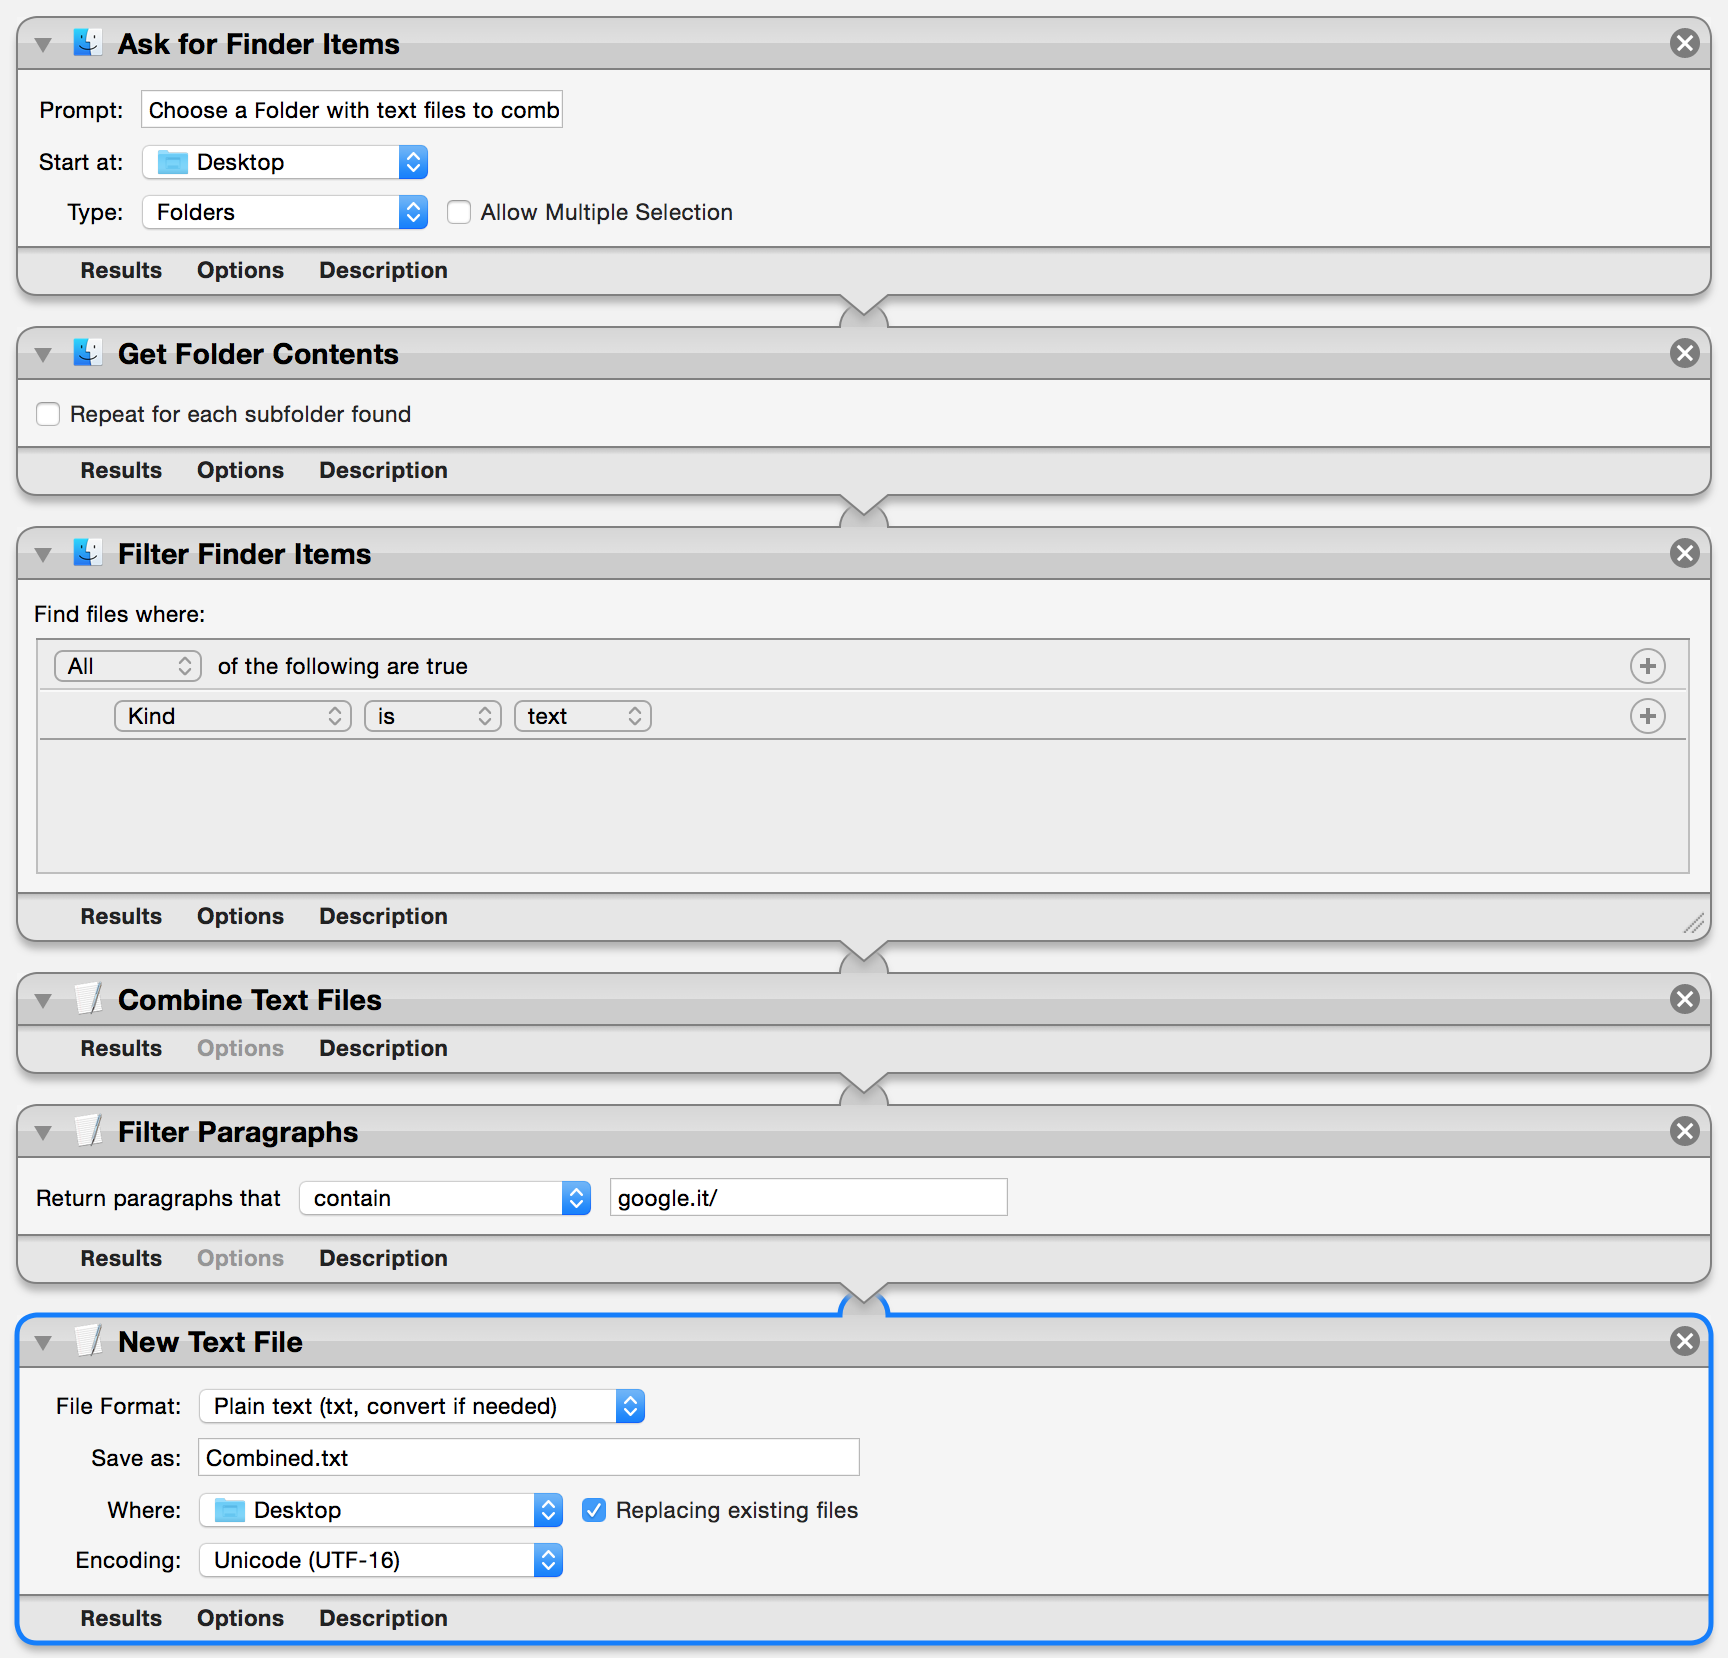 Ask for Finder Items
Prompt: Choose a Folder with text files to comb
Start at: Desktop
Type: Folders Allow Multiple Selection
Results Options Description
Get Folder Contents
Repeat for each subfolder found
Results Options Description
Filter Finder Items
Find files where:
All of the following are true
Kind is text
Results Options Description
Combine Text Files
Results Options Description
Filter Paragraphs
Return paragraphs that contain google.it/
Results Options Description
New Text File
File Format: Plain text (txt, convert if needed)
Save as: Combined.txt
Where: Desktop Replacing existing files
Encoding: Unicode (UTF-16)
Results Options Description